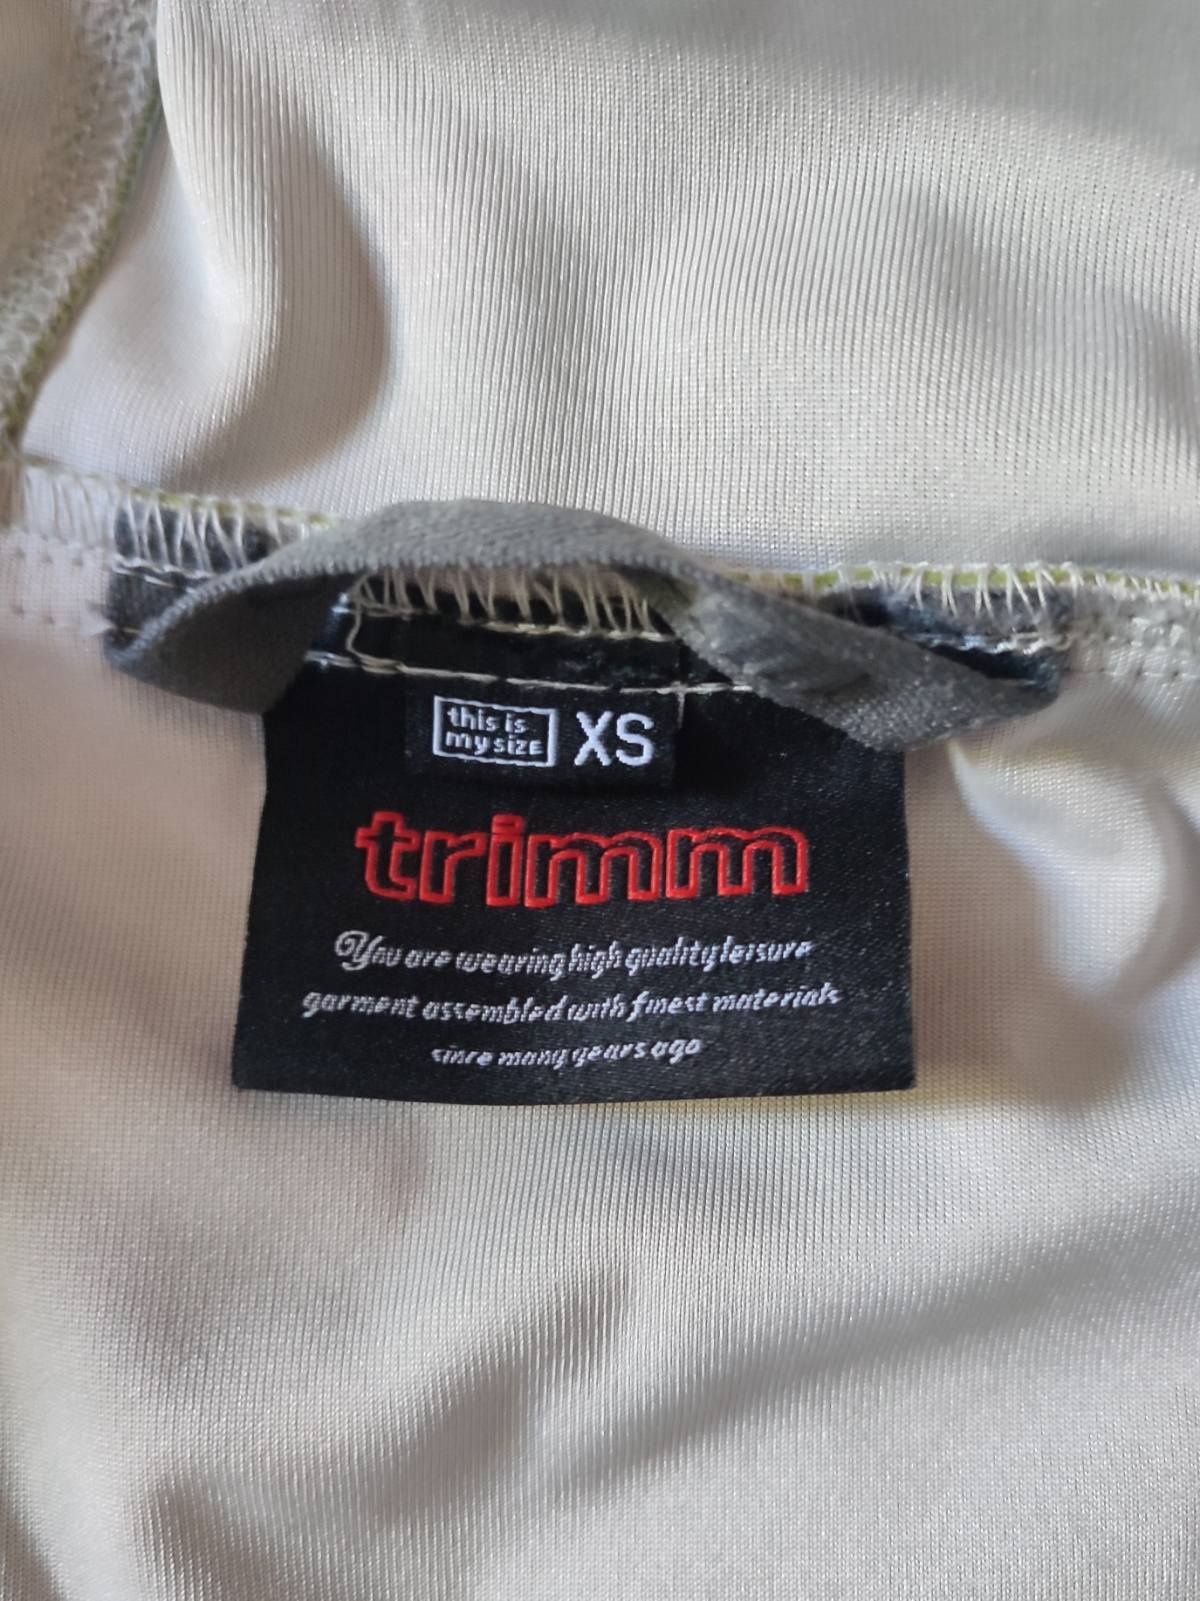 this is
my size
XS
trimm
You are wearing high quality leisure
garment assembled with finest materials
since many years ago